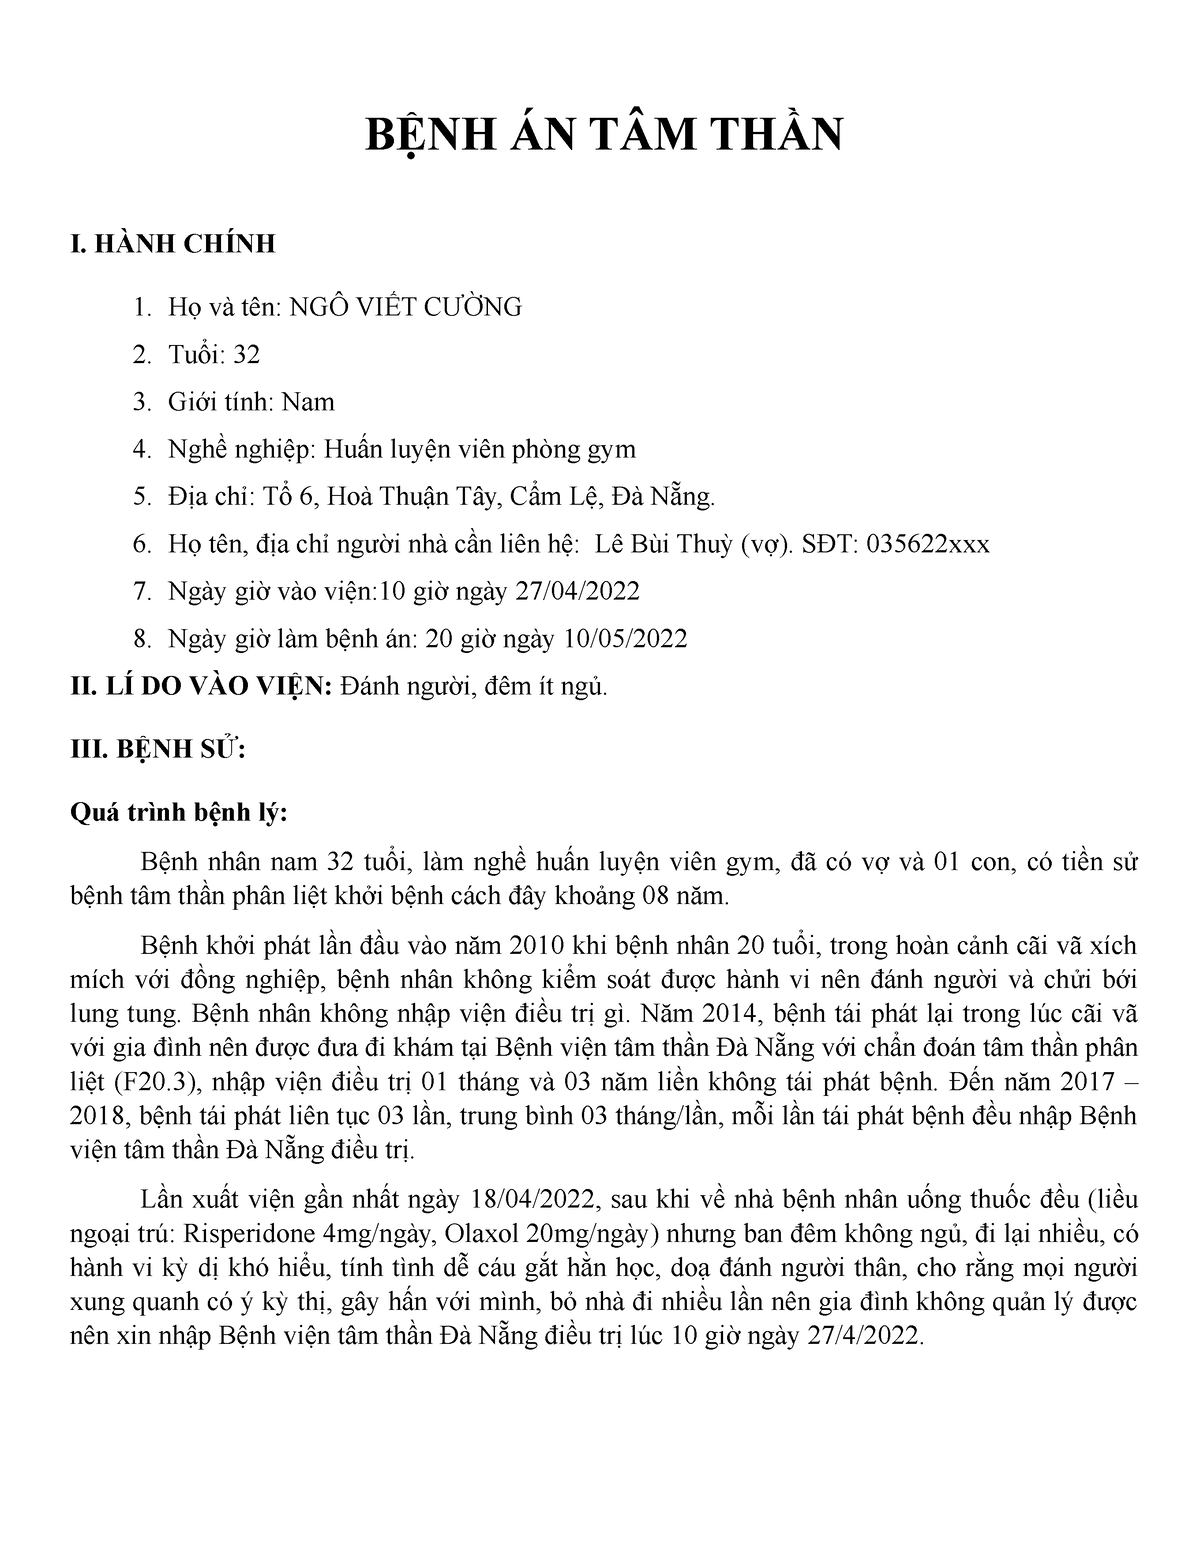 BỆNH ÁN TÂM THẦN
I. HÀNH CHÍNH
1. Họ và tên: NGÔ VIẾT CƯỜNG
2. Tuổi: 32
3. Giới tính: Nam
4. Nghề nghiệp: Huấn luyện viên phòng gym
5. Địa chỉ: Tổ 6, Hoà Thuận Tây, Cẩm Lệ, Đà Nẵng.
6. Họ tên, địa chỉ người nhà cần liên hệ: Lê Bùi Thuỳ (vợ). SĐT: 035622xxx
7. Ngày giờ vào viện:10 giờ ngày 27/04/2022
8. Ngày giờ làm bệnh án: 20 giờ ngày 10/05/2022
II. LÍ DO VÀO VIỆN: Đánh người, đêm ít ngủ.
III. BỆNH SỬ:
Quá trình bệnh lý:
Bệnh nhân nam 32 tuổi, làm nghề huấn luyện viên gym, đã có vợ và 01 con, có tiền sử
bệnh tâm thần phân liệt khởi bệnh cách đây khoảng 08 năm.
Bệnh khởi phát lần đầu vào năm 2010 khi bệnh nhân 20 tuổi, trong hoàn cảnh cãi vã xích
mích với đồng nghiệp, bệnh nhân không kiểm soát được hành vi nên đánh người và chửi bới
lung tung. Bệnh nhân không nhập viện điều trị gì. Năm 2014, bệnh tái phát lại trong lúc cãi vã
với gia đình nên được đưa đi khám tại Bệnh viện tâm thần Đà Nẵng với chẩn đoán tâm thần phân
liệt (F20.3), nhập viện điều trị 01 tháng và 03 năm liền không tái phát bệnh. Đến năm 2017 –
2018, bệnh tái phát liên tục 03 lần, trung bình 03 tháng/lần, mỗi lần tái phát bệnh đều nhập Bệnh
viện tâm thần Đà Nẵng điều trị.
Lần xuất viện gần nhất ngày 18/04/2022, sau khi về nhà bệnh nhân uống thuốc đều (liều
ngoại trú: Risperidone 4mg/ngày, Olaxol 20mg/ngày) nhưng ban đêm không ngủ, đi lại nhiều, có
hành vi kỳ dị khó hiểu, tính tình dễ cáu gắt hằn học, doạ đánh người thân, cho rằng mọi người
xung quanh có ý kỳ thị, gây hấn với mình, bỏ nhà đi nhiều lần nên gia đình không quản lý được
nên xin nhập Bệnh viện tâm thần Đà Nẵng điều trị lúc 10 giờ ngày 27/4/2022.